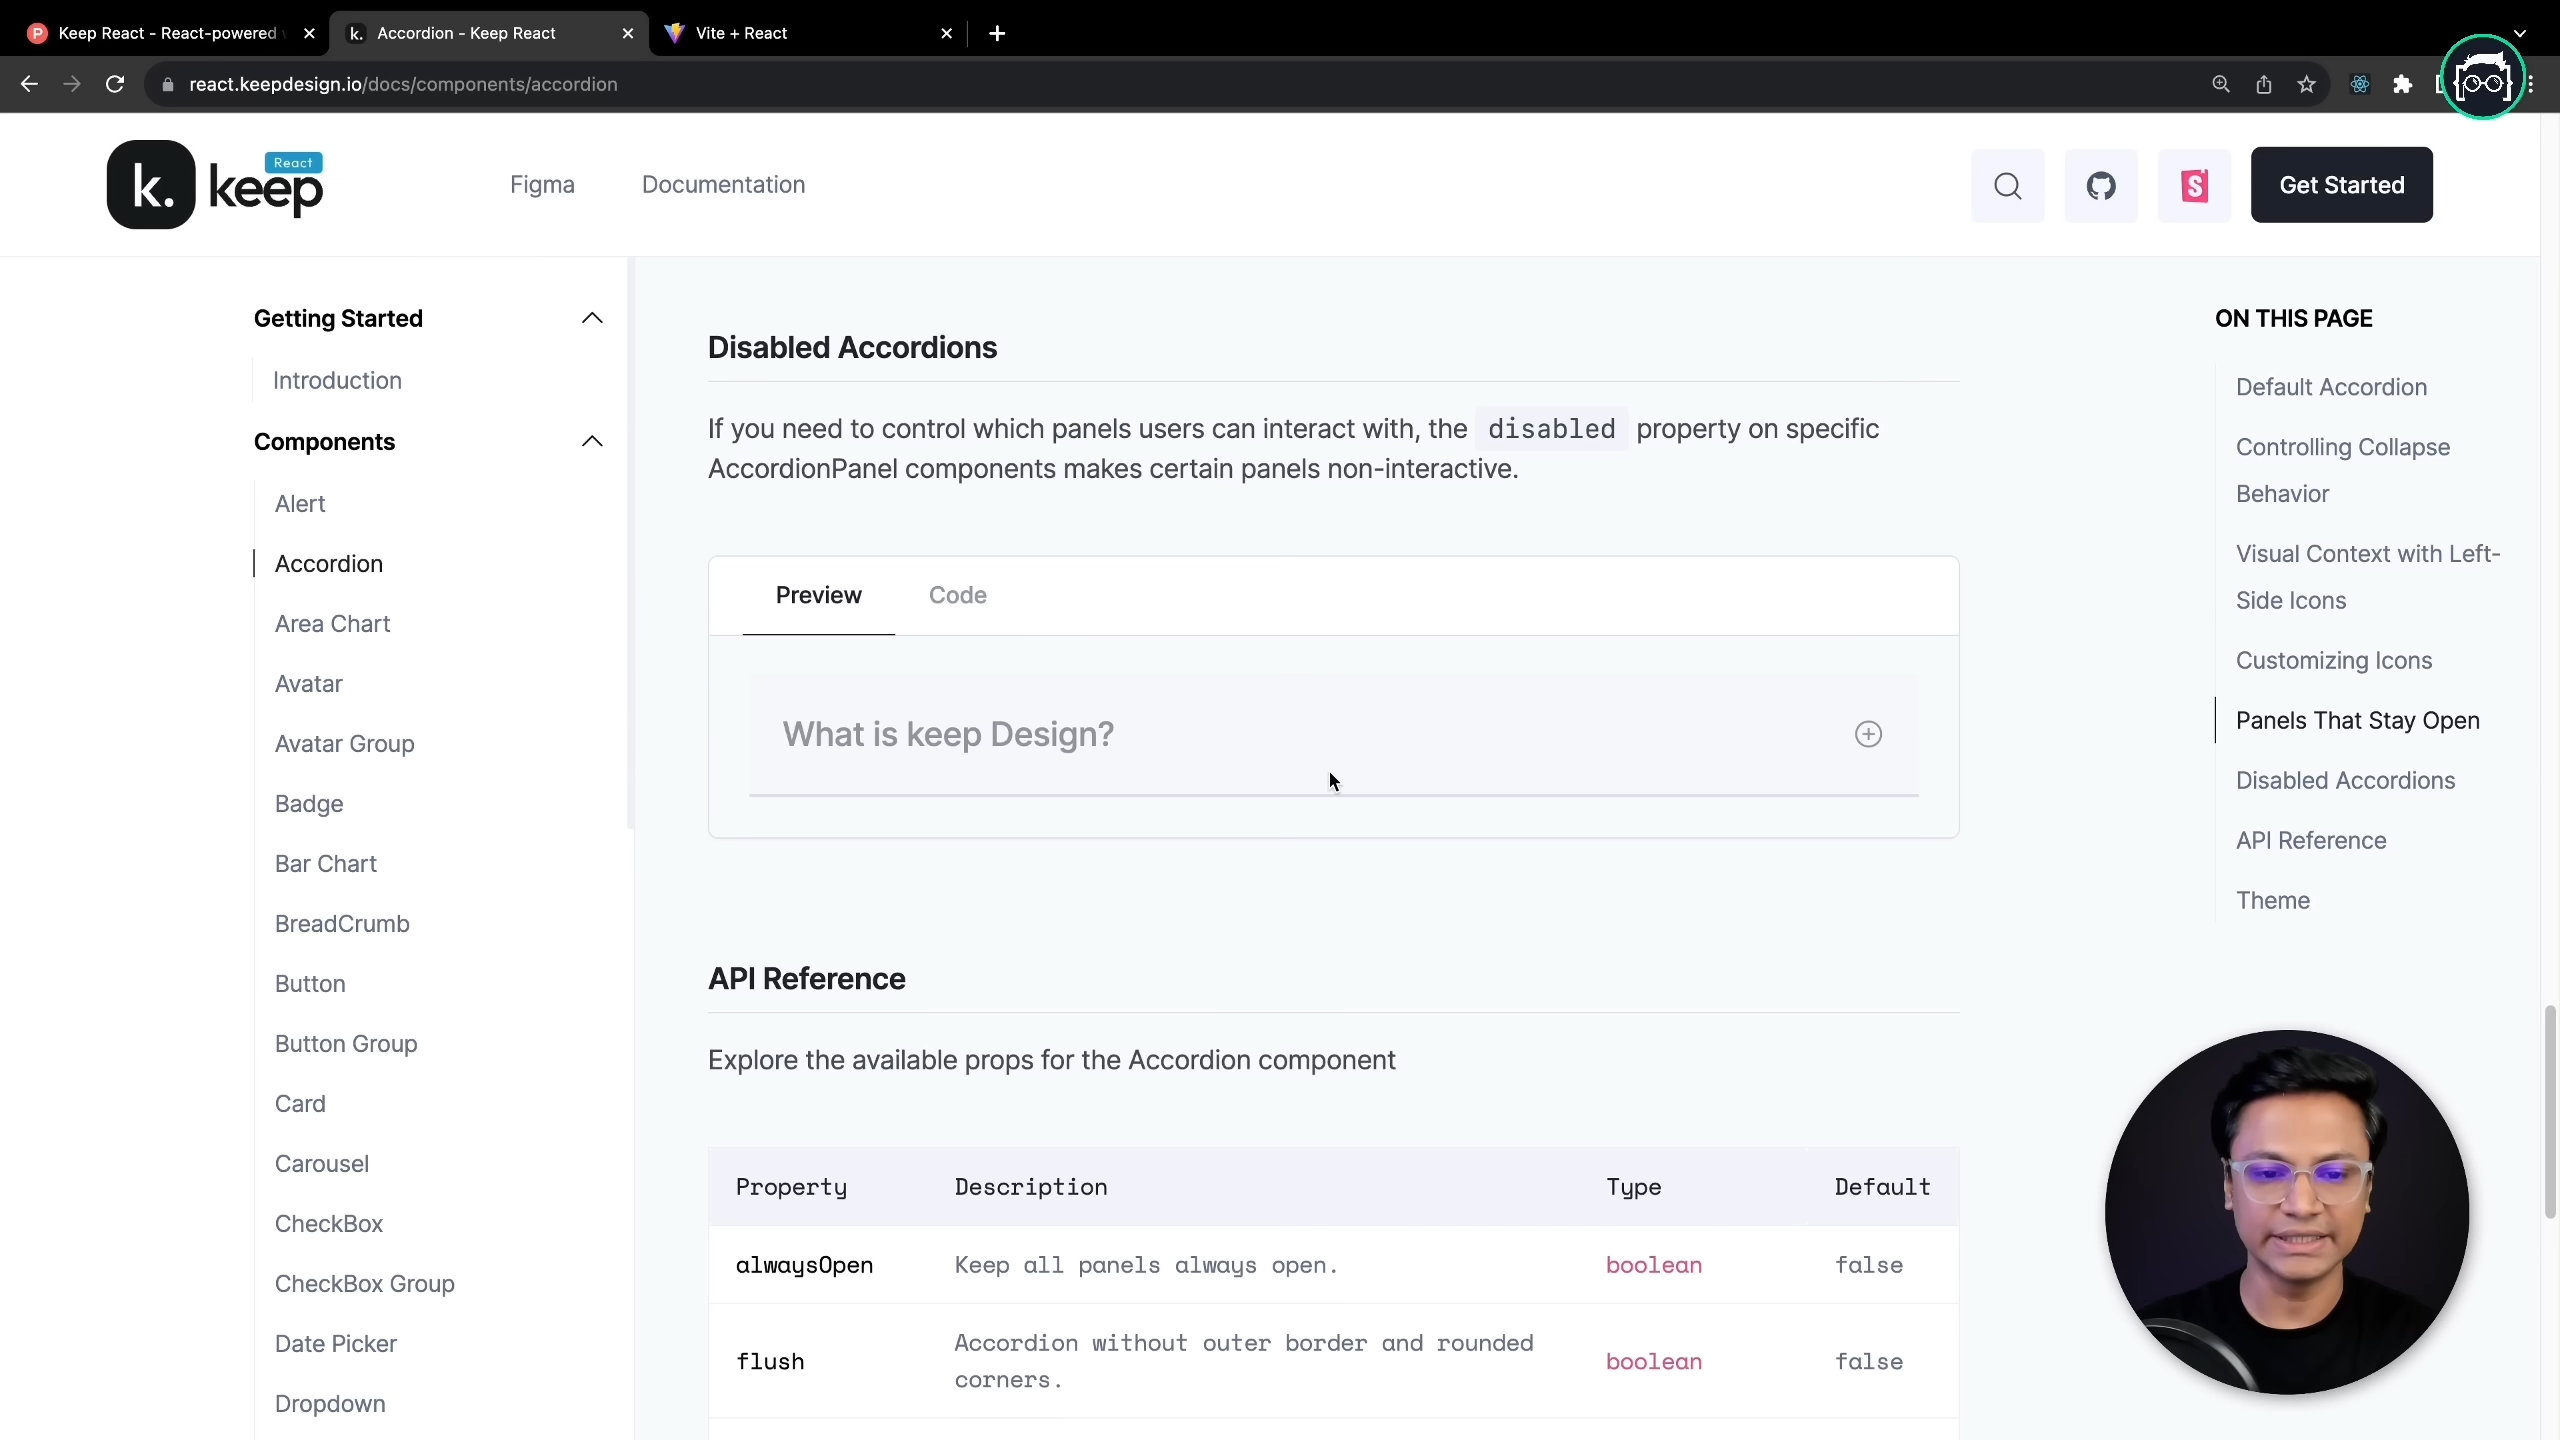 Keep React - React-powered
Accordion - Keep React
Vite + React
react.keepdesign.io/docs/components/accordion
k.
React
keep
Figma
Documentation
Get Started
Getting Started
Introduction
Components
Alert
Accordion
Area Chart
Avatar
Avatar Group
Badge
Bar Chart
BreadCrumb
Button
Button Group
Card
Carousel
CheckBox
CheckBox Group
Date Picker
Dropdown
Disabled Accordions
If you need to control which panels users can interact with, the disabled property on specific
AccordionPanel components makes certain panels non-interactive.
Preview
Code
What is keep Design?
API Reference
Explore the available props for the Accordion component
Property Description Type Default
alwaysOpen Keep all panels always open. boolean false
flush Accordion without outer border and rounded
corners. boolean false
ON THIS PAGE
Default Accordion
Controlling Collapse
Behavior
Visual Context with Left-
Side Icons
Customizing Icons
Panels That Stay Open
Disabled Accordions
API Reference
Theme